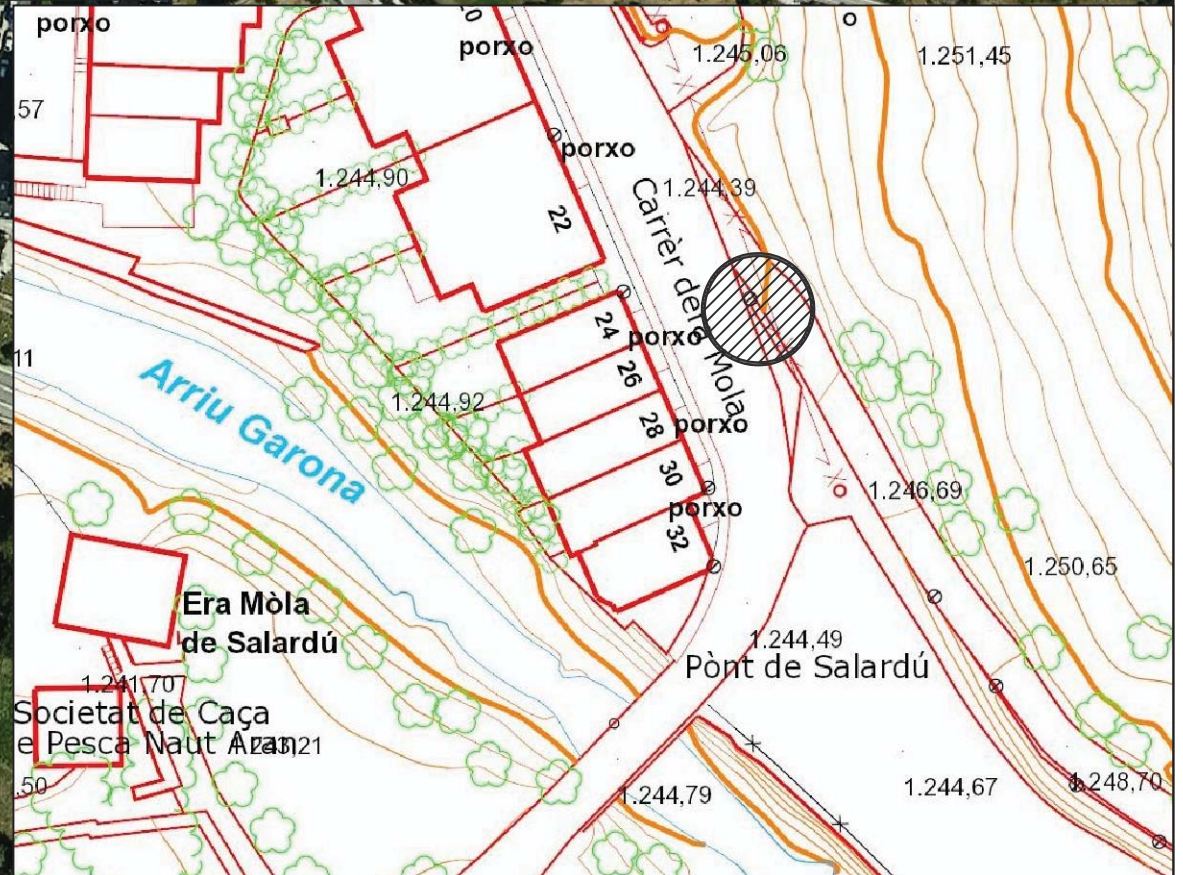 porxo
porxo
1.245,06
1.251,45
,57
porxo
1.244,90
1.244,39
22
Carrèr de
Mola
24
porxo
26
11
Arriu Garona
1.244,92
28
porxo
30
1.246,69
porxo
32
1.250,65
Era Mòla
de Salardú
1.244,49
Pònt de Salardú
1.241,70
Societat de Caça
e Pesca Naut
,50
1.244,79
1.244,67
1.248,70